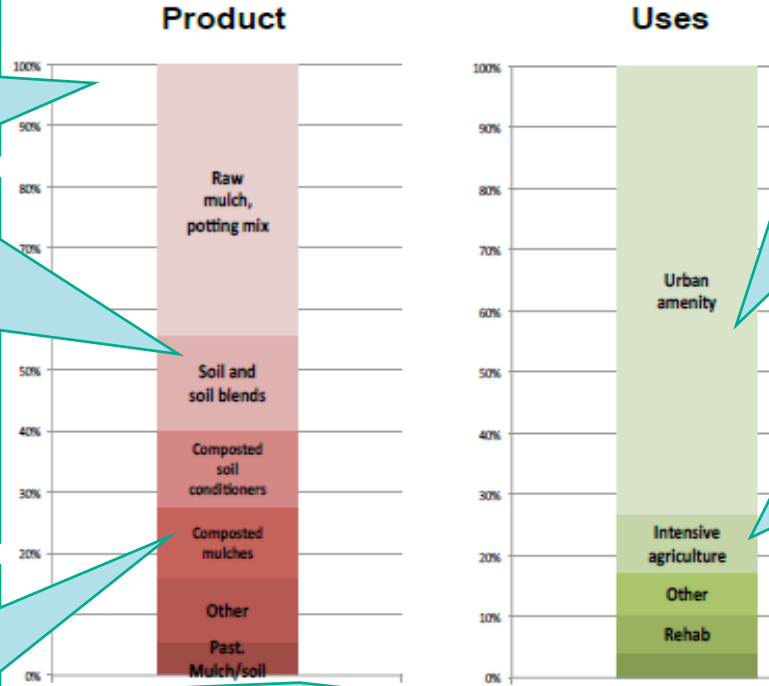 Product
100%
90%
80%
70%
50%
40%
30%
20%
0%
Raw
mulch,
potting mix
Soil and
soil blends
Composted
soil
conditioners
Composted
mulches
Other
Past.
Mulch/soil
Uses
100%
90%
80%
70%
60%
50%
40%
30%
20%
10%
0%
Urban
amenity
Intensive
agriculture
Other
Rehab